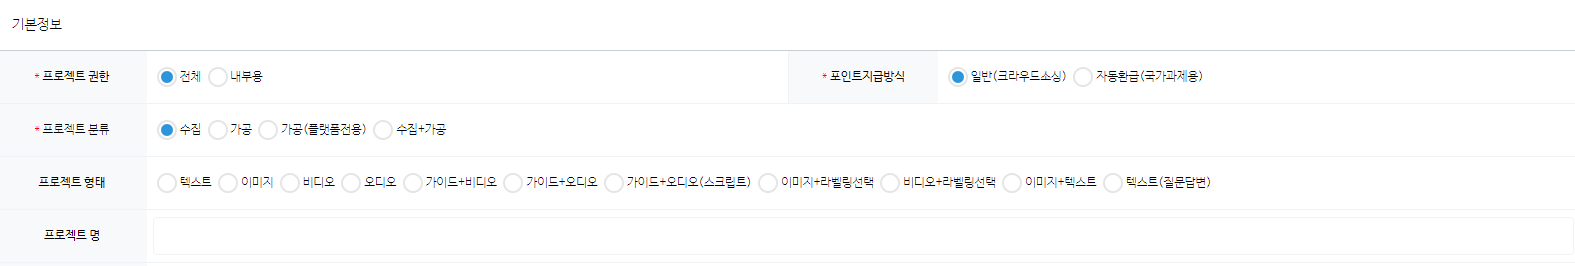 기본정보
* 프로젝트 권한 전체 내부용 * 포인트지급방식 일반(크라우드소싱) 자동환급(국가과제용)
* 프로젝트 분류 수집 가공 가공(플랫폼전용) 수집+가공
프로젝트 형태 텍스트 이미지 비디오 오디오 가이드+비디오 가이드+오디오 가이드+오디오(스크립트) 이미지+라벨링선택 비디오+라벨링선택 이미지+텍스트 텍스트(질문답변)
프로젝트 명